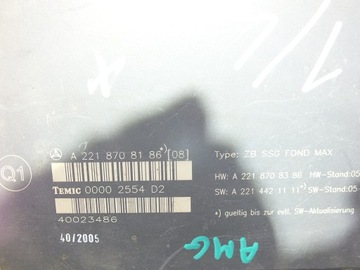 A 221 870 81 86 *) [08]
Type: ZB SSG FOND MAX
Q1
HW: A 221 870 83 88 HW-Stand:05
TEMIC 0000 2554 D2
SW: A 221 442 11 11 *) SW-Stand:05
*) gueltig bis zur evtl. SW-Aktualisierung
40023486
40/2005
AMG